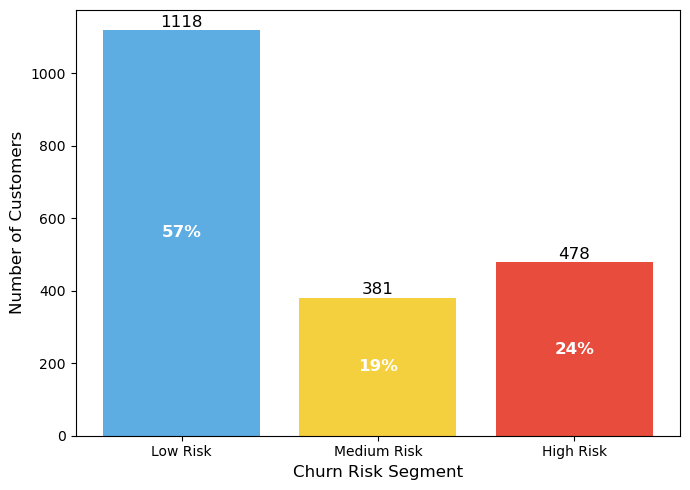 1118
1000
800
Number of Customers
600
57%
478
400
381
24%
200
19%
0
Low Risk
Medium Risk
High Risk
Churn Risk Segment